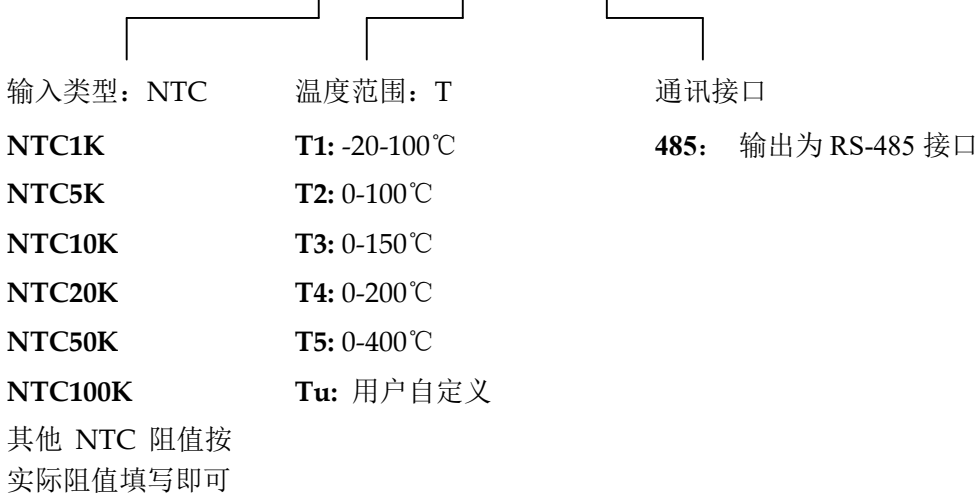 输入类型：NTC 温度范围：T 通讯接口
NTC1K T1: -20-100℃ 485： 输出为 RS-485 接口
NTC5K T2: 0-100℃
NTC10K T3: 0-150℃
NTC20K T4: 0-200℃
NTC50K T5: 0-400℃
NTC100K Tu: 用户自定义
其他 NTC 阻值按
实际阻值填写即可